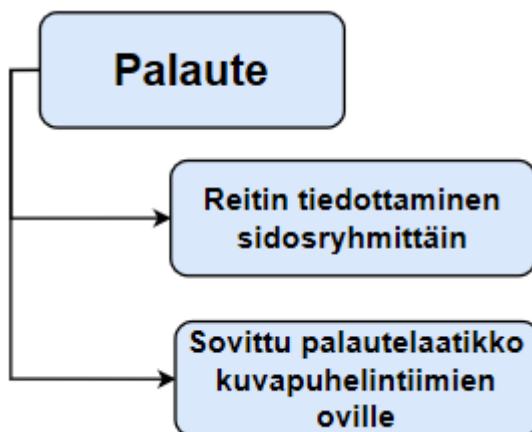 Palaute
Reitin tiedottaminen
sidosryhmittäin
Sovittu palautelaatikko
kuvapuhelintiimien
oville